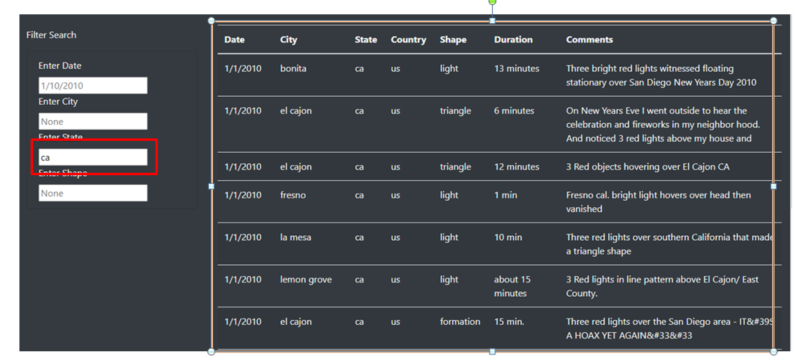 Filter Search
Enter Date
1/10/2010
Enter City
None
Enter State
ca
Enter Shape
None
Date City State Country Shape Duration Comments
1/1/2010 bonita ca us light 13 minutes Three bright red lights witnessed floating
stationary over San Diego New Years Day 2010
1/1/2010 el cajon ca us triangle 6 minutes On New Years Eve I went outside to hear the
celebration and fireworks in my neighbor hood.
And noticed 3 red lights above my house and
1/1/2010 el cajon ca us triangle 12 minutes 3 Red objects hovering over El Cajon CA
1/1/2010 fresno ca us light 1 min Fresno cal. bright light hovers over head then
vanished
1/1/2010 la mesa ca us light 10 min Three red lights over southern California that made
a triangle shape
1/1/2010 lemon grove ca us light about 15 3 Red lights in line pattern above El Cajon/ East
minutes County.
1/1/2010 el cajon ca us formation 15 min. Three red lights over the San Diego area - IT&#395
A HOAX YET AGAIN&#33&#33